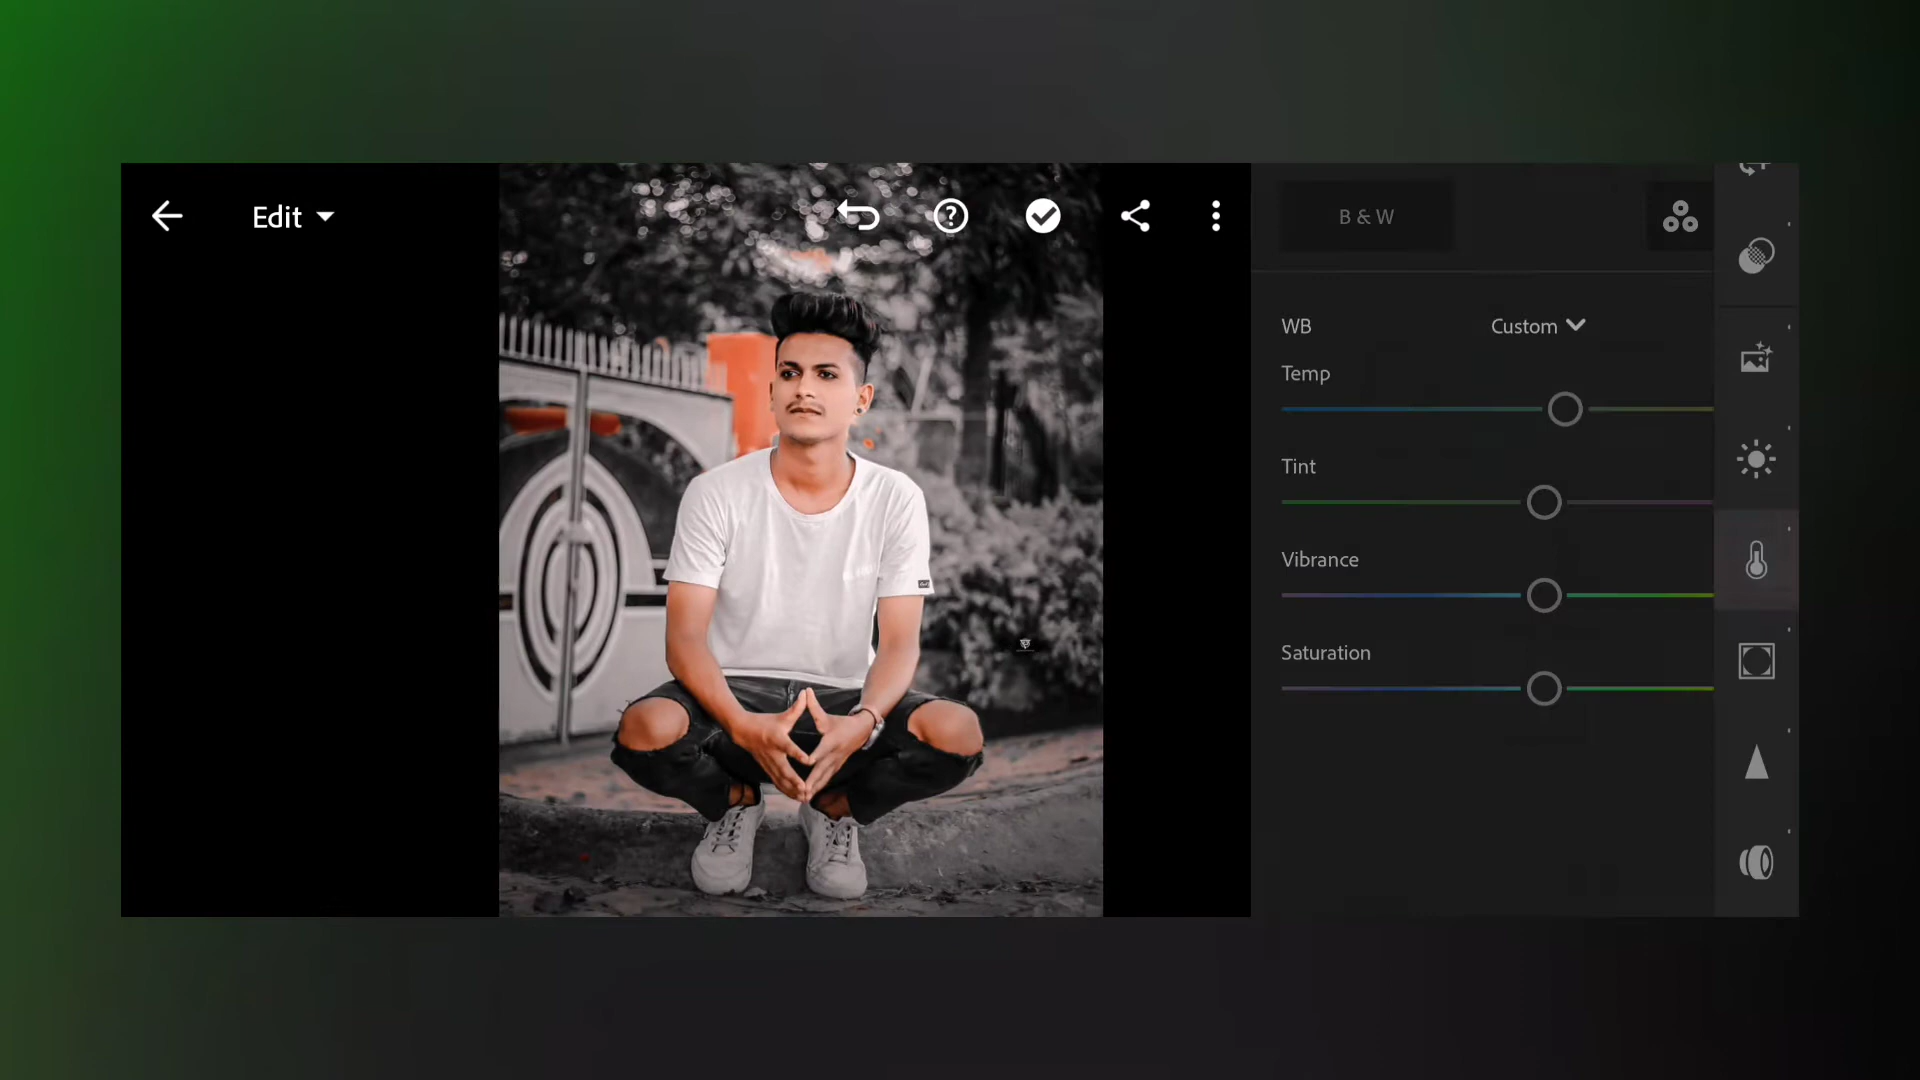 Edit
B & W
WB
Custom
Temp
Tint
Vibrance
Saturation